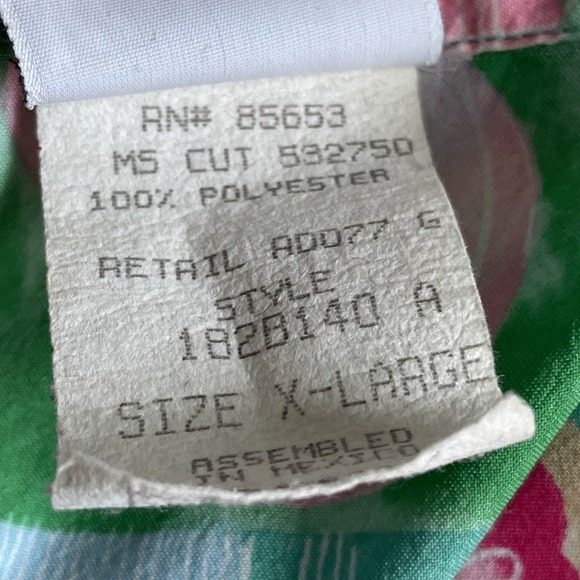 RN# 85653
MS CUT 532750
100% POLYESTER
RETAIL AD077 G
STYLE
182B140 A
SIZE X-LARGE
ASSEMBLED
IN MEXICO